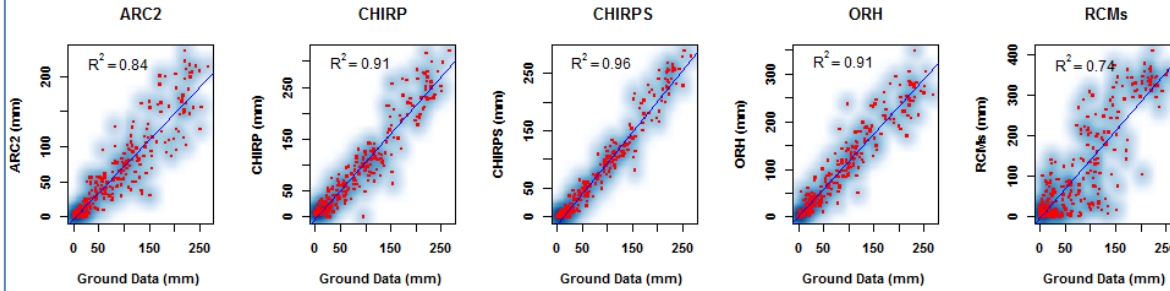 ARC2
CHIRP
CHIRPS
ORH
RCMs
R² = 0.84
ARC2 (mm)
0 50 100 200
0 50 150 250
Ground Data (mm)
R² = 0.91
CHIRP (mm)
0 50 150 250
0 50 150 250
Ground Data (mm)
R² = 0.96
CHIRPS (mm)
0 50 150 250
0 50 150 250
Ground Data (mm)
R² = 0.91
ORH (mm)
0 100 200 300
0 50 150 250
Ground Data (mm)
R² = 0.74
RCMs (mm)
0 100 200 300 400
0 50 150 250
Ground Data (mm)